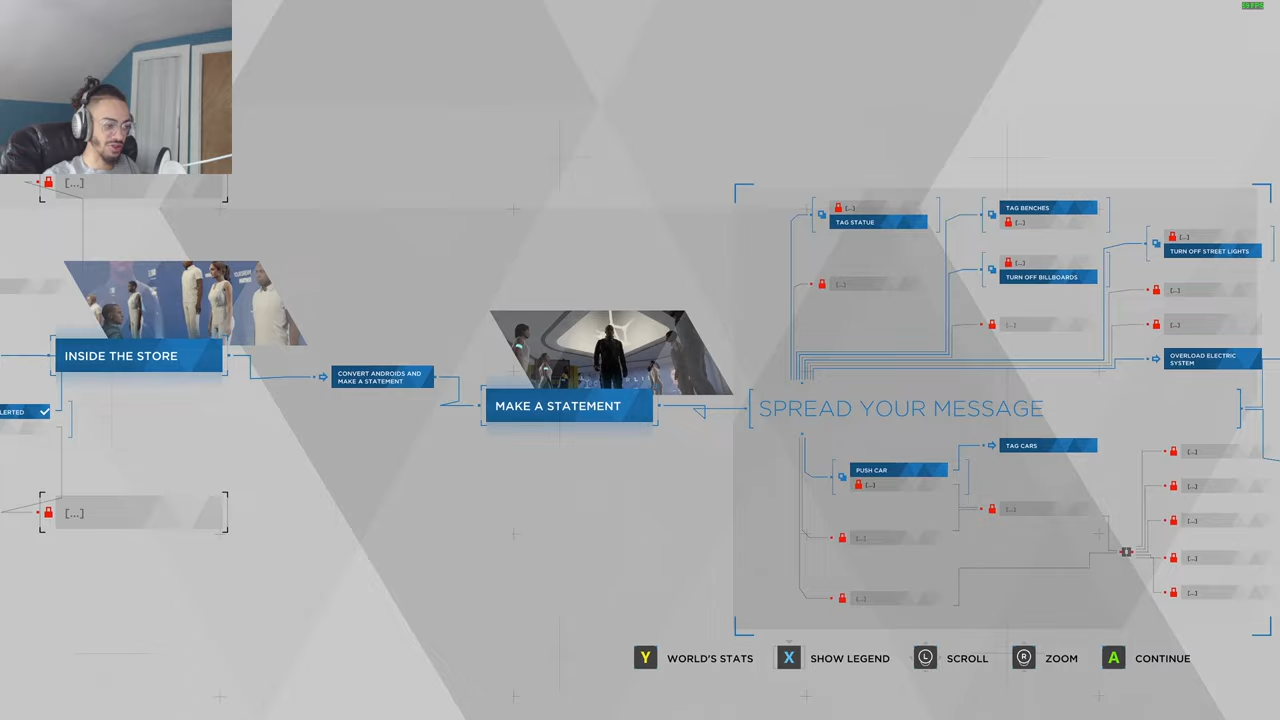 59 FPS
[...]
TAG STATUE
[...]
TAG BENCHES
[...]
[...]
TURN OFF BILLBOARDS
[...]
TURN OFF STREET LIGHTS
[...]
[...]
[...]
[...]
INSIDE THE STORE
CONVERT ANDROIDS AND
MAKE A STATEMENT
OVERLOAD ELECTRIC
SYSTEM
LERTED
MAKE A STATEMENT
SPREAD YOUR MESSAGE
TAG CARS
PUSH CAR
[...]
[...]
[...]
[...]
[...]
[...]
[...]
[...]
[...]
[...]
Y WORLD'S STATS X SHOW LEGEND L SCROLL R ZOOM A CONTINUE